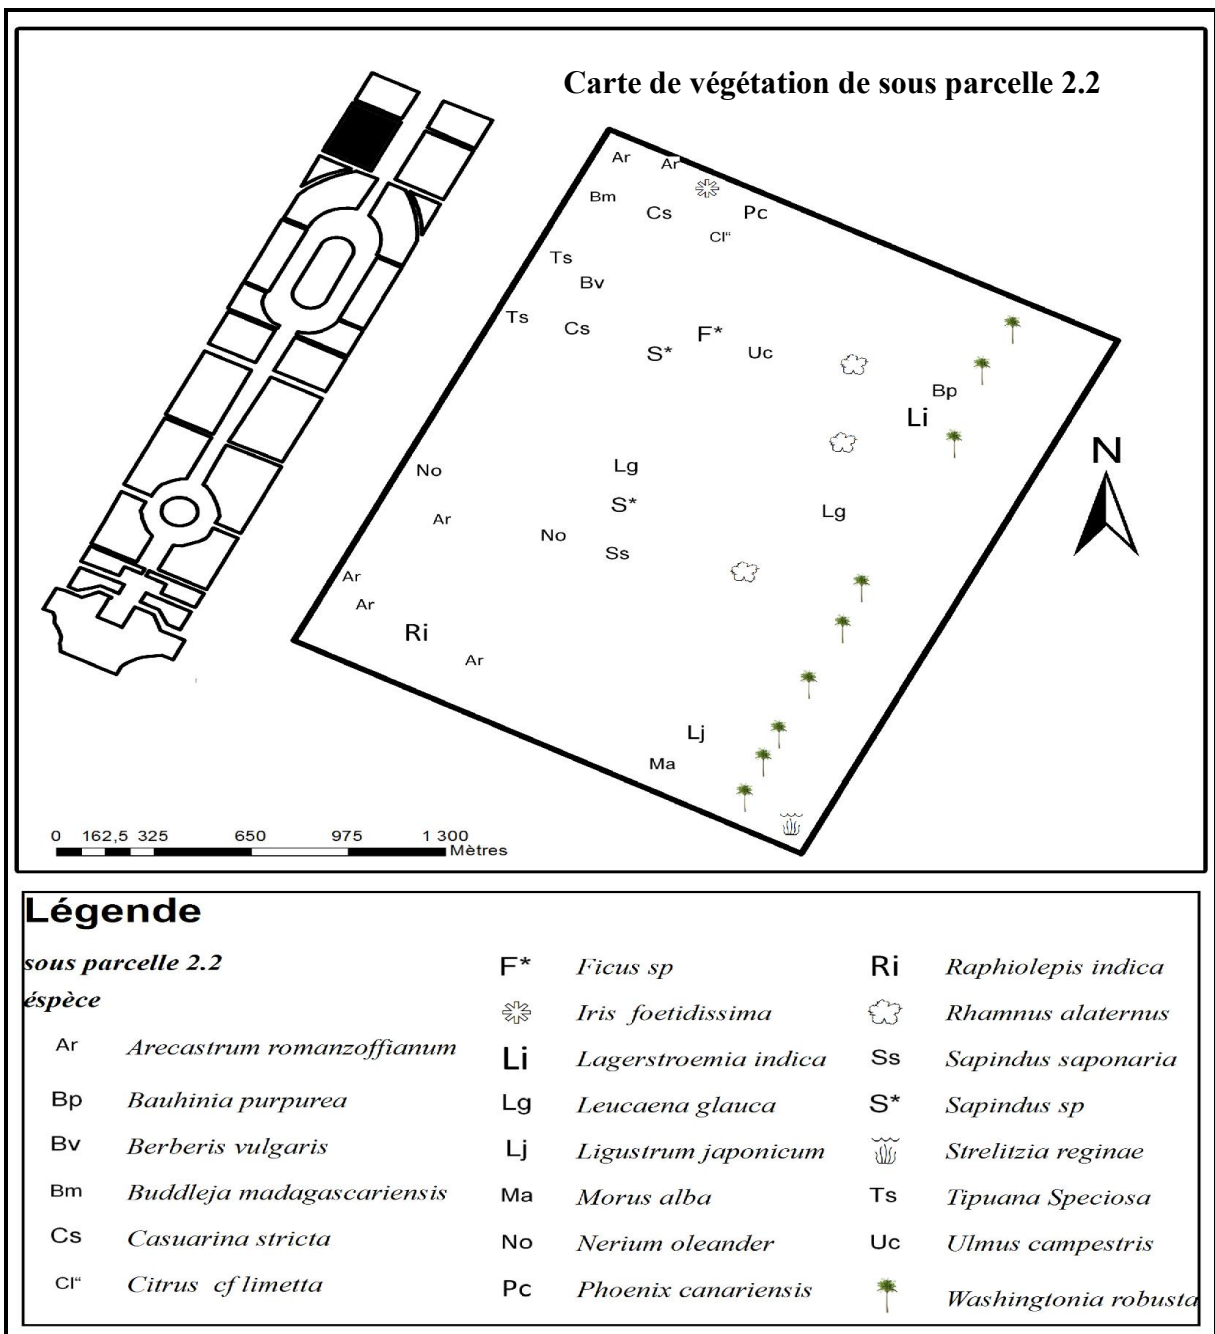 Carte de végétation de sous parcelle 2.2
Ar
Ar
Bm
Cs
Pc
Cl“
Ts
Bv
Ts
Cs
F*
S*
Uc
Bp
Li
N
No
Lg
S*
Lg
Ar
No
Ss
Ar
Ar
Ri
Ar
Lj
Ma
0 162,5 325 650 975 1 300
Mètres
Légende
sous parcelle 2.2
éspèce
Ar Arecastrum romanzoffianum
Bp Bauhinia purpurea
Bv Berberis vulgaris
Bm Buddleja madagascariensis
Cs Casuarina stricta
Cl“ Citrus cf limetta
F* Ficus sp
Iris foetidissima
Li Lagerstroemia indica
Lg Leucaena glauca
Lj Ligustrum japonicum
Ma Morus alba
No Nerium oleander
Pc Phoenix canariensis
Ri Raphiolepis indica
Rhamnus alaternus
Ss Sapindus saponaria
S* Sapindus sp
Strelitzia reginae
Ts Tipuana Speciosa
Uc Ulmus campestris
Washingtonia robusta